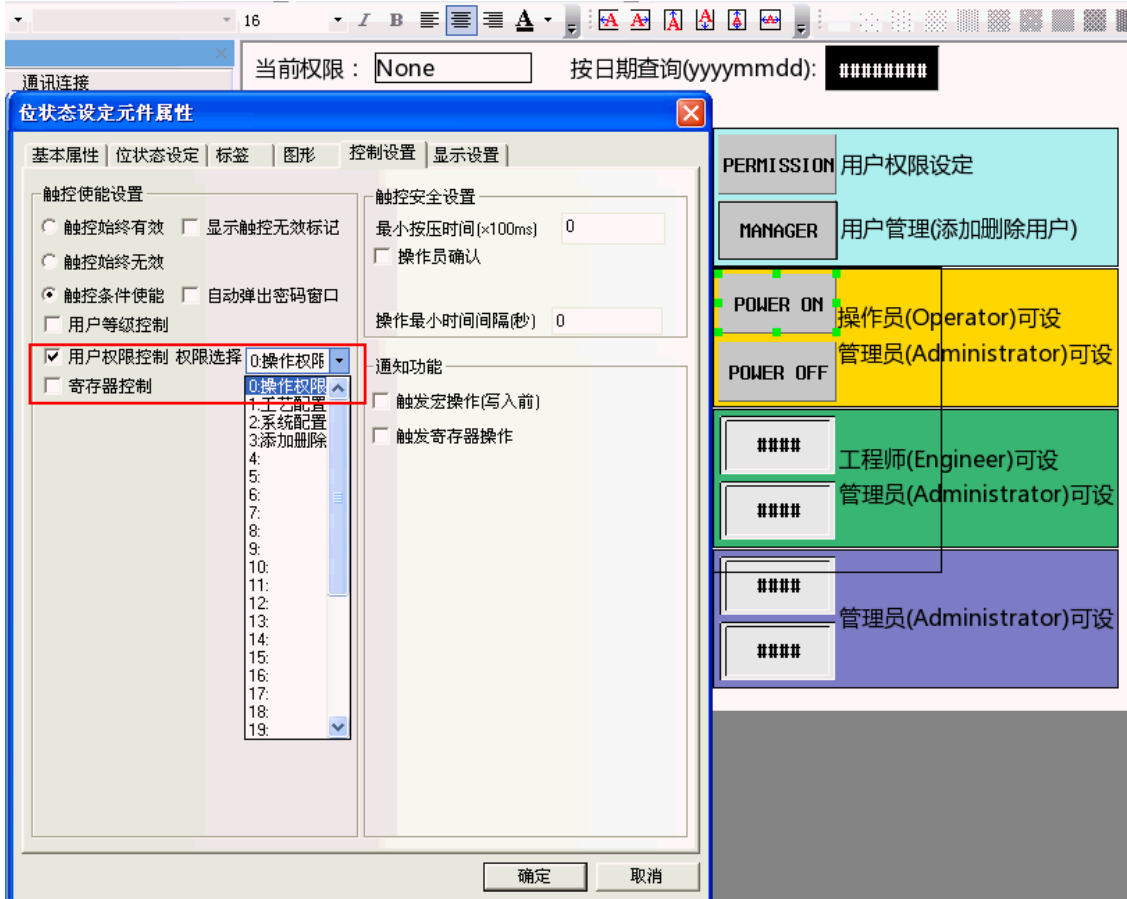 16 I B A
当前权限： None 按日期查询(yyyymmdd): ########
通讯连接
位状态设定元件属性
基本属性 位状态设定 标签 图形 控制设置 显示设置
触控使能设置
触控始终有效 显示触控无效标记
触控始终无效
触控条件使能 自动弹出密码窗口
用户等级控制
用户权限控制 权限选择 0:操作权限
寄存器控制
0:操作权限
1:工艺配置
2:系统配置
3:添加删除
4:
5:
6:
7:
8:
9:
10:
11:
12:
13:
14:
15:
16:
17:
18:
19:
触控安全设置
最小按压时间(×100ms) 0
操作员确认
操作最小时间间隔(秒) 0
通知功能
触发宏操作(写入前)
触发寄存器操作
确定 取消
PERMISSION 用户权限设定
MANAGER 用户管理(添加删除用户)
POWER ON 操作员(Operator)可设
管理员(Administrator)可设
POWER OFF
####
工程师(Engineer)可设
管理员(Administrator)可设
####
####
管理员(Administrator)可设
####